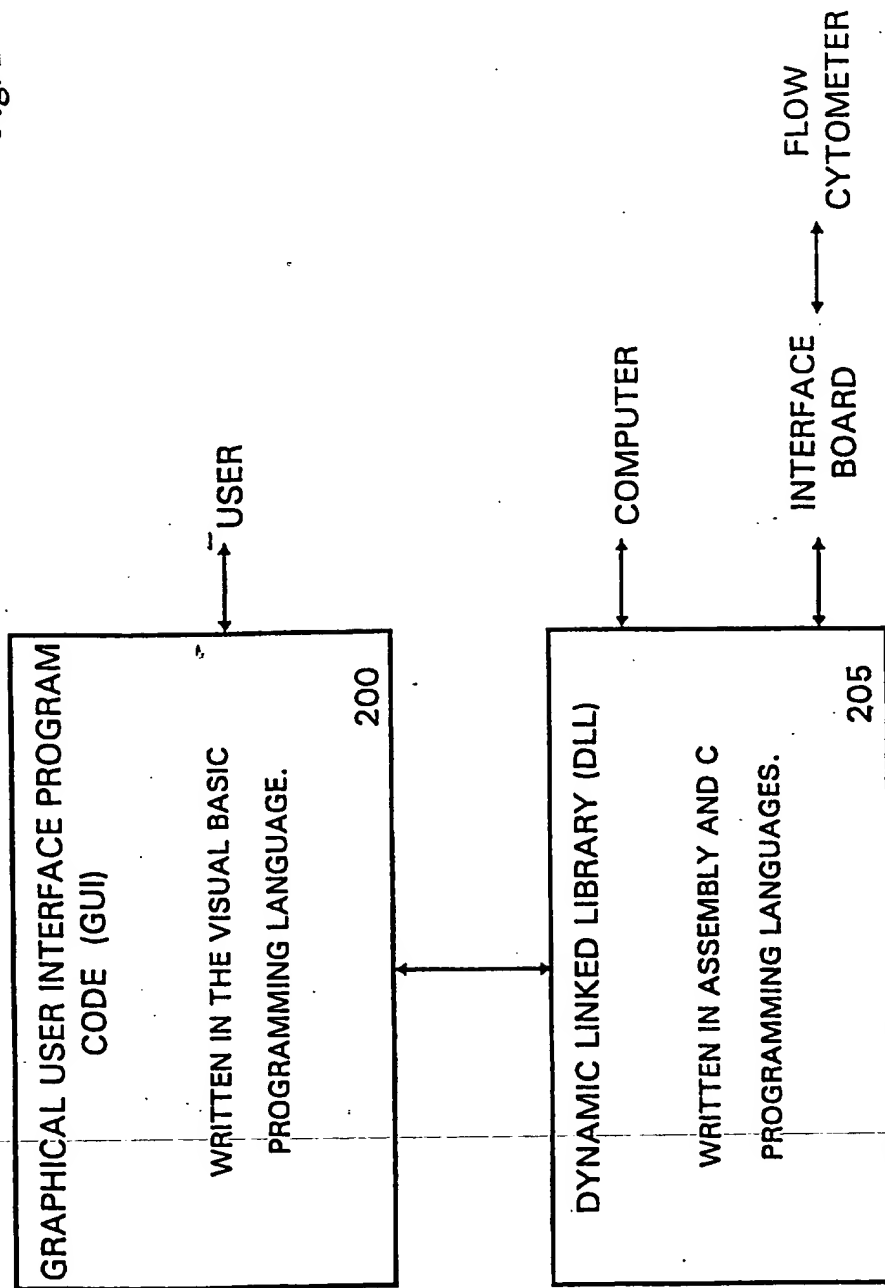 GRAPHICAL USER INTERFACE PROGRAM
CODE (GUI)
WRITTEN IN THE VISUAL BASIC
PROGRAMMING LANGUAGE.
200
USER
DYNAMIC LINKED LIBRARY (DLL)
WRITTEN IN ASSEMBLY AND C
PROGRAMMING LANGUAGES.
205
COMPUTER
INTERFACE
BOARD
FLOW
CYTOMETER